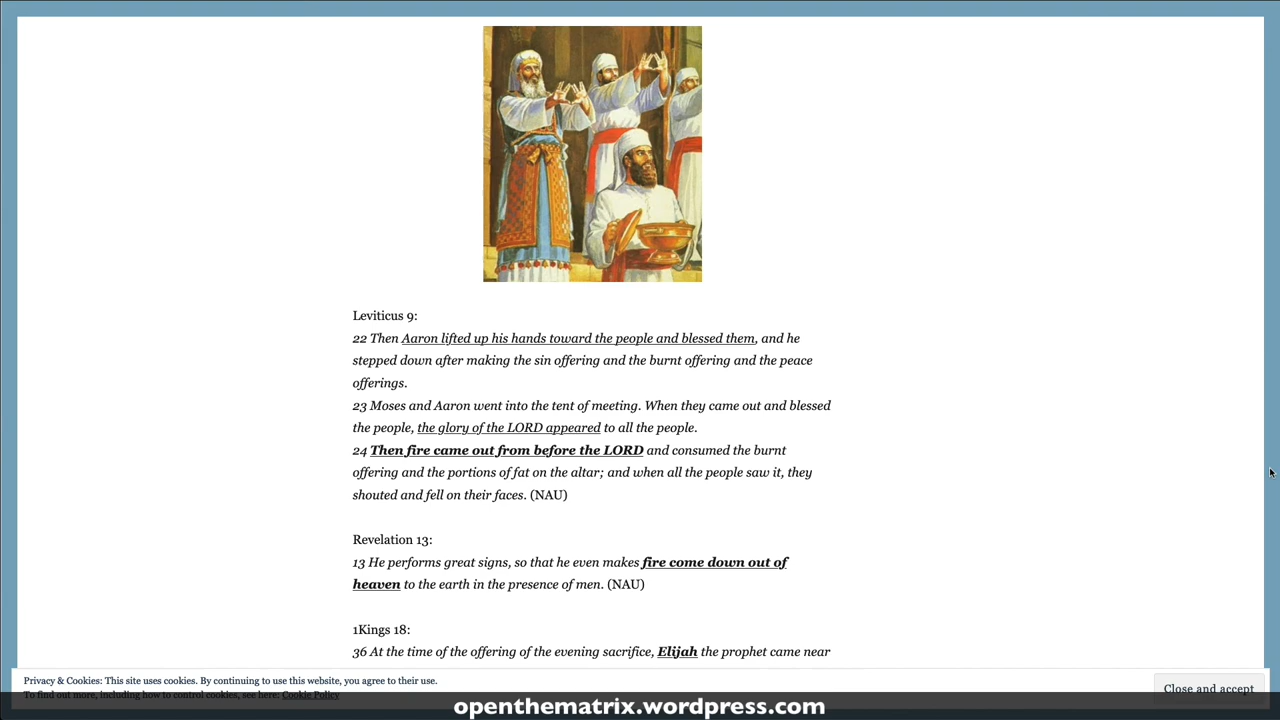 Leviticus 9:
22 Then Aaron lifted up his hands toward the people and blessed them, and he
stepped down after making the sin offering and the burnt offering and the peace
offerings.
23 Moses and Aaron went into the tent of meeting. When they came out and blessed
the people, the glory of the LORD appeared to all the people.
24 Then fire came out from before the LORD and consumed the burnt
offering and the portions of fat on the altar; and when all the people saw it, they
shouted and fell on their faces. (NAU)
Revelation 13:
13 He performs great signs, so that he even makes fire come down out of
heaven to the earth in the presence of men. (NAU)
1Kings 18:
36 At the time of the offering of the evening sacrifice, Elijah the prophet came near
Privacy & Cookies: This site uses cookies. By continuing to use this website, you agree to their use.
To find out more, including how to control cookies, see here: Cookie Policy
Close and accept
openthematrix.wordpress.com